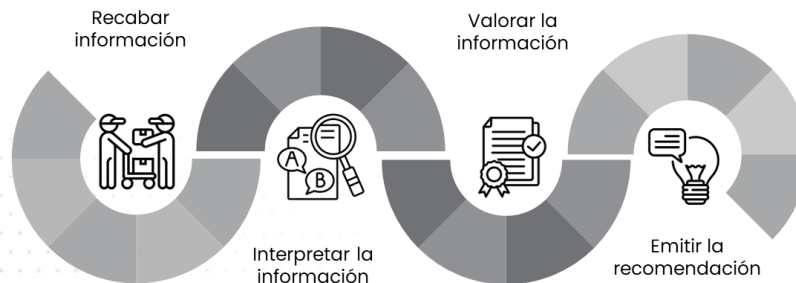 Recabar
información
Valorar la
información
A
B
Interpretar la
información
Emitir la
recomendación